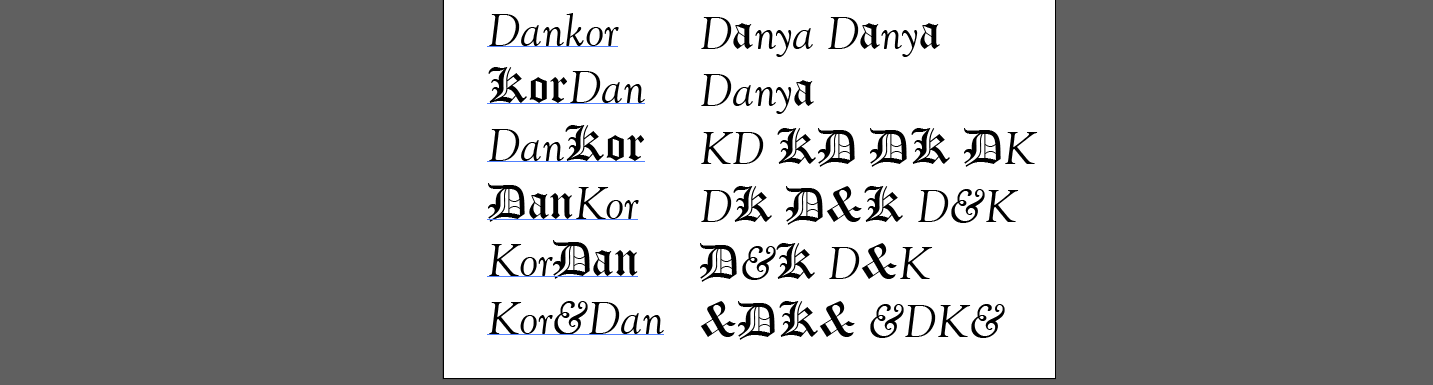 Dankor
KorDan
DanKor
DanKor
KorDan
Kor&Dan
Danya Danya
Danya
KD KD DK DK
DK D&K D&K
D&K D&K
&DK& &DK&